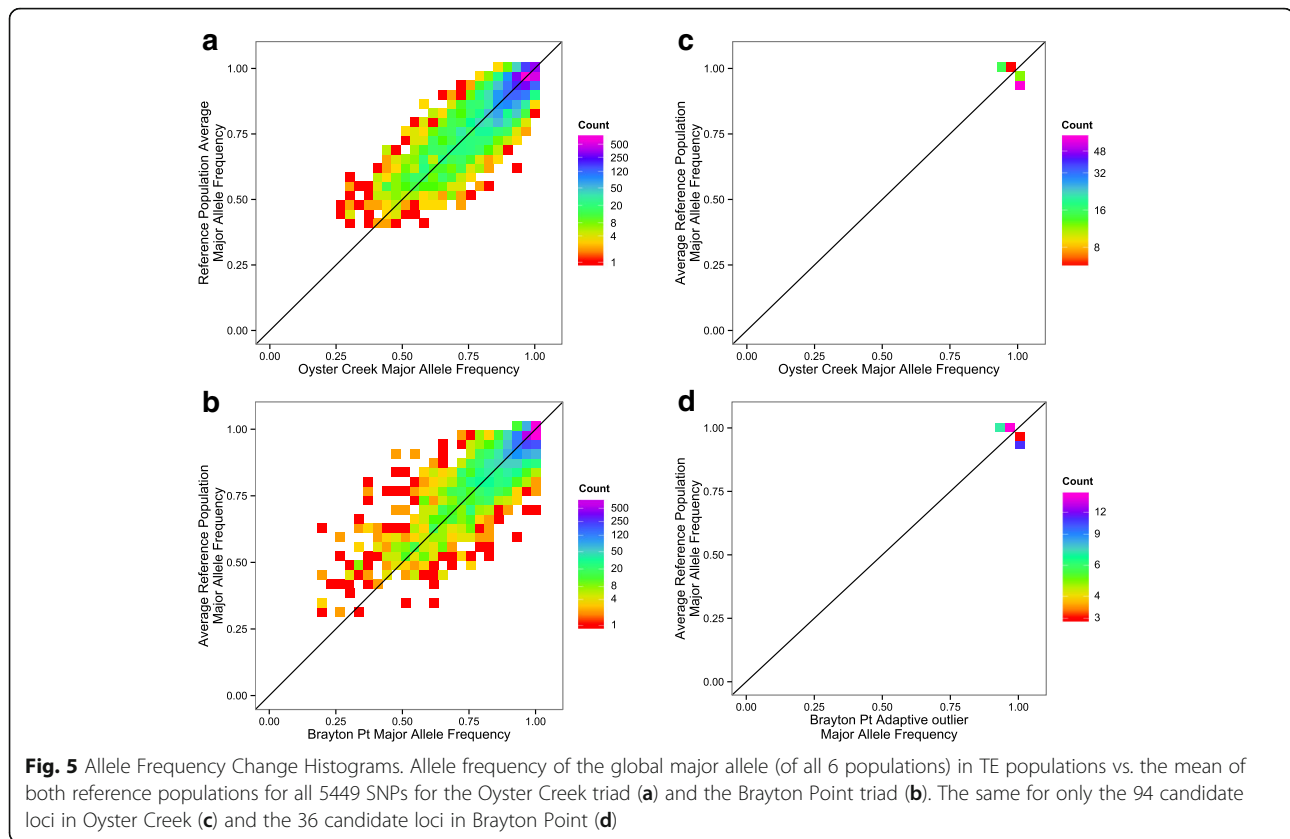 a
Reference Population Average
Major Allele Frequency
1.00
0.75
0.50
0.25
0.00
0.00 0.25 0.50 0.75 1.00
Oyster Creek Major Allele Frequency
Count
500
250
120
50
20
8
4
1
c
Average Reference Population
Major Allele Frequency
1.00
0.75
0.50
0.25
0.00
0.00 0.25 0.50 0.75 1.00
Oyster Creek Major Allele Frequency
Count
48
32
16
8
b
Average Reference Population
Major Allele Frequency
1.00
0.75
0.50
0.25
0.00
0.00 0.25 0.50 0.75 1.00
Brayton Pt Major Allele Frequency
Count
500
250
120
50
20
8
4
1
d
Average Reference Population
Major Allele Frequency
1.00
0.75
0.50
0.25
0.00
0.00 0.25 0.50 0.75 1.00
Brayton Pt Adaptive outlier
Major Allele Frequency
Count
12
9
6
4
3
Fig. 5 Allele Frequency Change Histograms. Allele frequency of the global major allele (of all 6 populations) in TE populations vs. the mean of
both reference populations for all 5449 SNPs for the Oyster Creek triad (a) and the Brayton Point triad (b). The same for only the 94 candidate
loci in Oyster Creek (c) and the 36 candidate loci in Brayton Point (d)